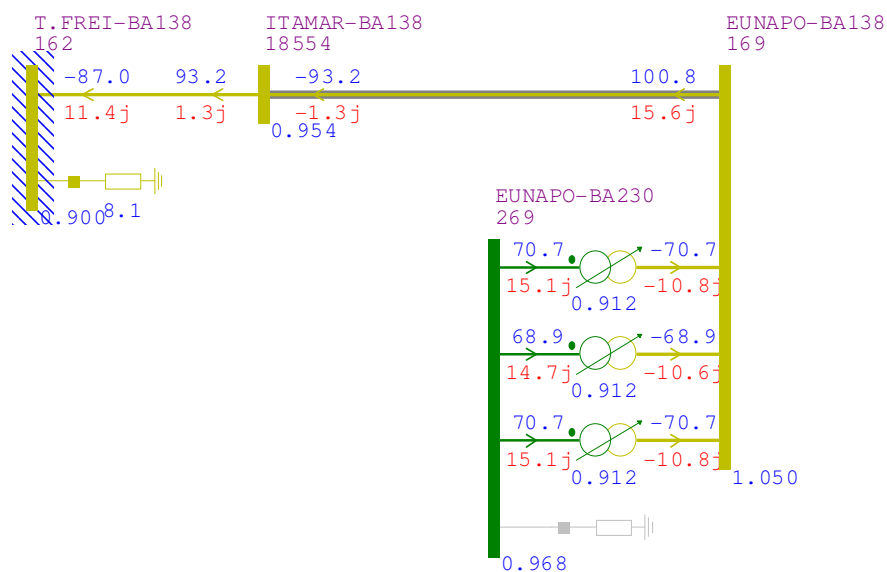 T.FREI-BA138 ITAMAR-BA138 EUNAPO-BA138
162 18554 169
-87.0 93.2 -93.2 100.8
11.4j 1.3j -1.3j 15.6j
0.954
EUNAPO-BA230
0.900 8.1
269
70.7 -70.7
15.1j -10.8j
0.912
68.9 -68.9
14.7j -10.6j
0.912
70.7 -70.7
15.1j -10.8j
0.912 1.050
0.968